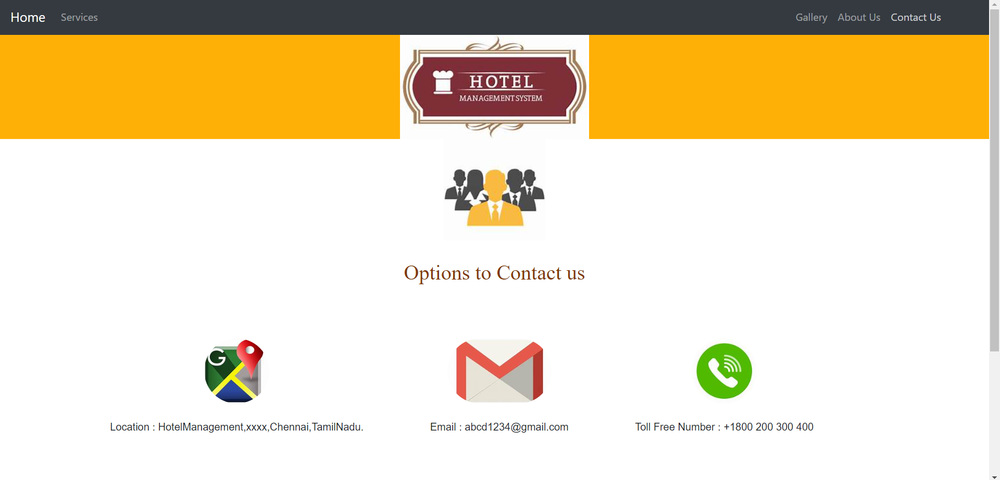 Home Services Gallery About Us Contact Us
HOTEL
MANAGEMENT SYSTEM
Options to Contact us
G
Location : HotelManagement,xxxx,Chennai,TamilNadu.
Email : abcd1234@gmail.com
Toll Free Number : +1800 200 300 400